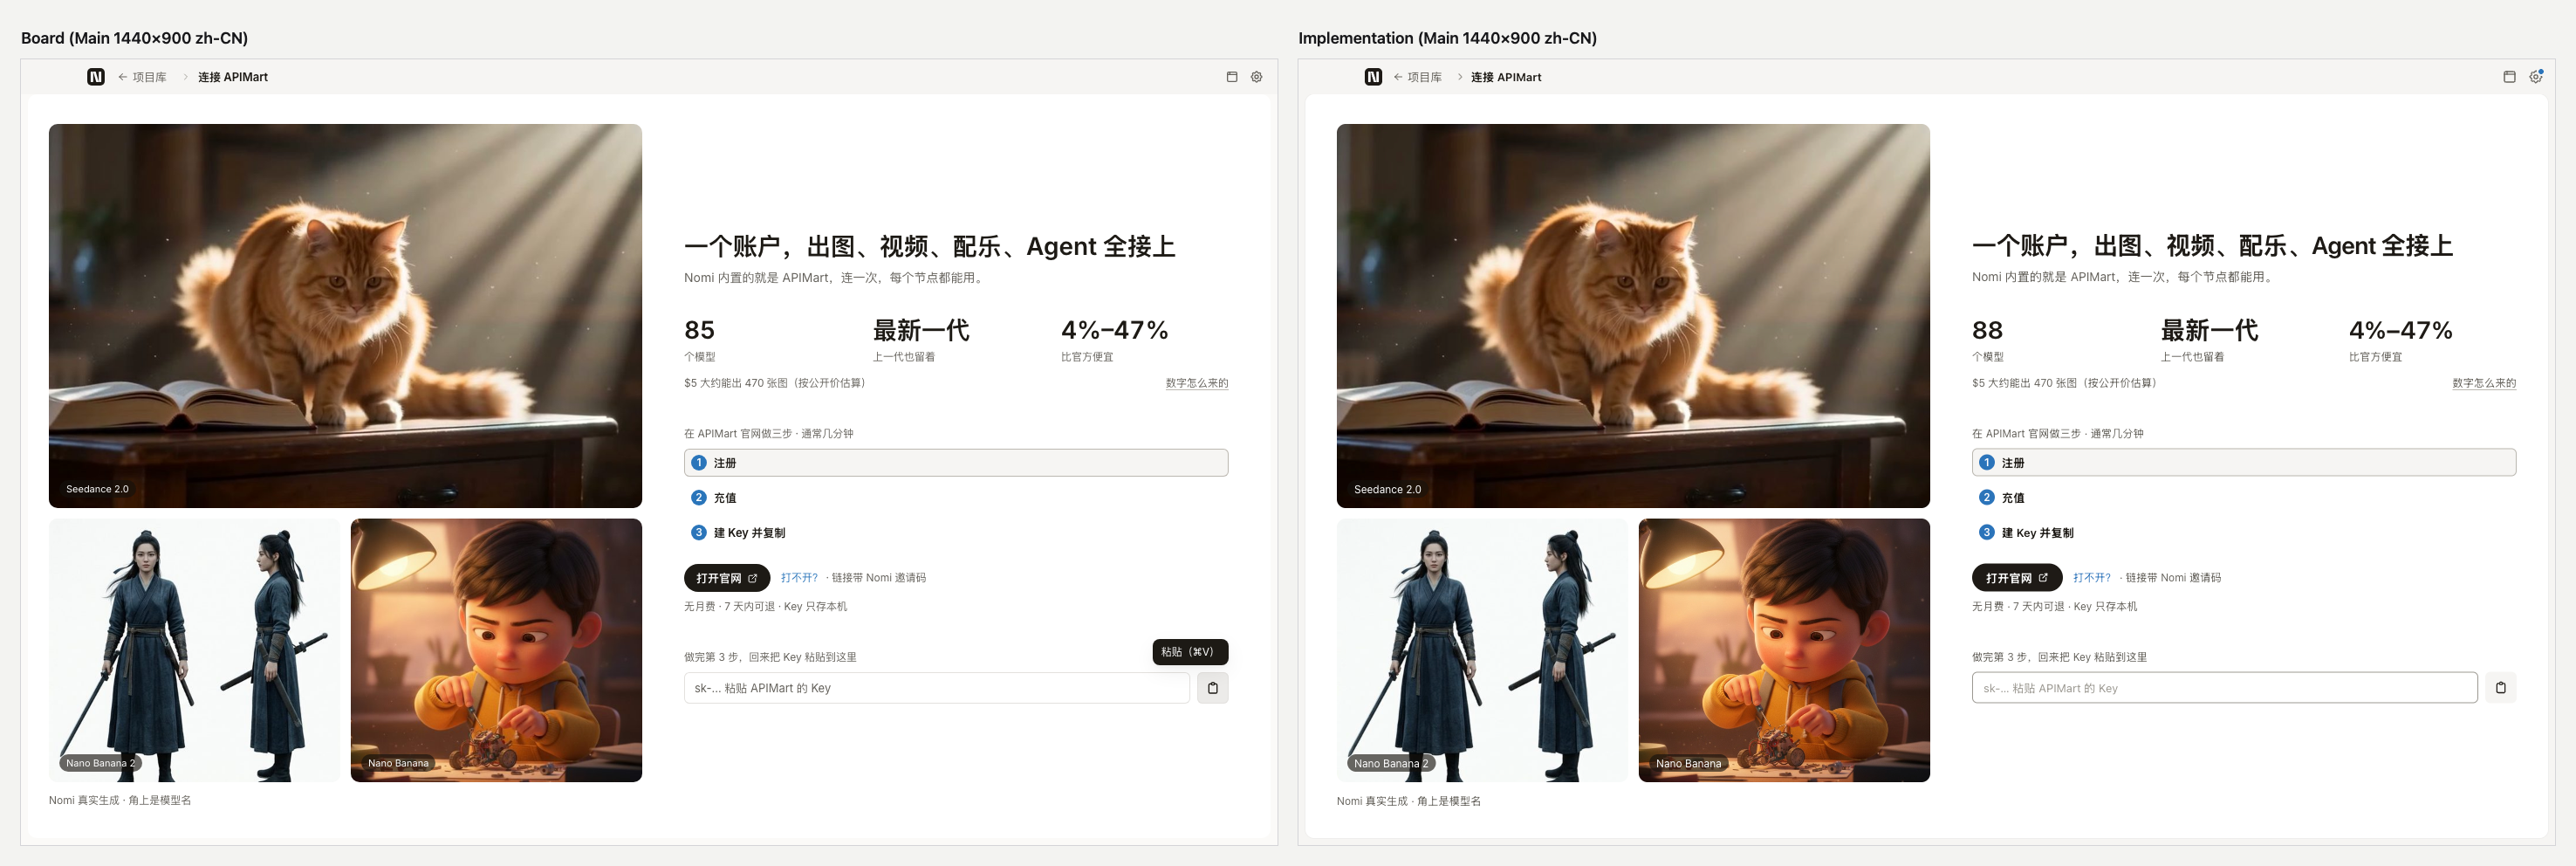 Board (Main 1440×900 zh-CN)
N ← 项目库 › 连接 APIMart
Seedance 2.0
Nano Banana 2
Nano Banana
Nomi 真实生成 · 角上是模型名
一个账户，出图、视频、配乐、Agent 全接上
Nomi 内置的就是 APIMart，连一次，每个节点都能用。
85 最新一代 4%–47%
个模型 上一代也留着 比官方便宜
$5 大约能出 470 张图（按公开价估算） 数字怎么来的
在 APIMart 官网做三步 · 通常几分钟
1 注册
2 充值
3 建 Key 并复制
打开官网 打不开? · 链接带 Nomi 邀请码
无月费 · 7 天内可退 · Key 只存本机
做完第 3 步，回来把 Key 粘贴到这里
粘贴（⌘V）
sk-... 粘贴 APIMart 的 Key
Implementation (Main 1440×900 zh-CN)
N ← 项目库 › 连接 APIMart
Seedance 2.0
Nano Banana 2
Nano Banana
Nomi 真实生成 · 角上是模型名
一个账户，出图、视频、配乐、Agent 全接上
Nomi 内置的就是 APIMart，连一次，每个节点都能用。
88 最新一代 4%–47%
个模型 上一代也留着 比官方便宜
$5 大约能出 470 张图（按公开价估算） 数字怎么来的
在 APIMart 官网做三步 · 通常几分钟
1 注册
2 充值
3 建 Key 并复制
打开官网 打不开? · 链接带 Nomi 邀请码
无月费 · 7 天内可退 · Key 只存本机
做完第 3 步，回来把 Key 粘贴到这里
sk-... 粘贴 APIMart 的 Key